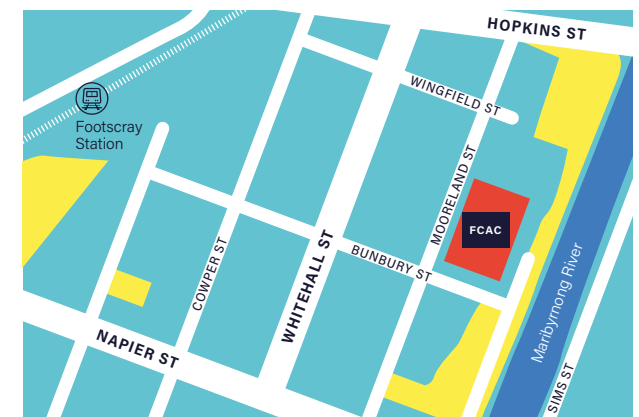 HOPKINS ST
WINGFIELD ST
Footscray
Station
MOORELAND ST
FCAC
BUNBURY ST
COWPER ST
WHITEHALL ST
Maribyrnong River
NAPIER ST
SIMS ST